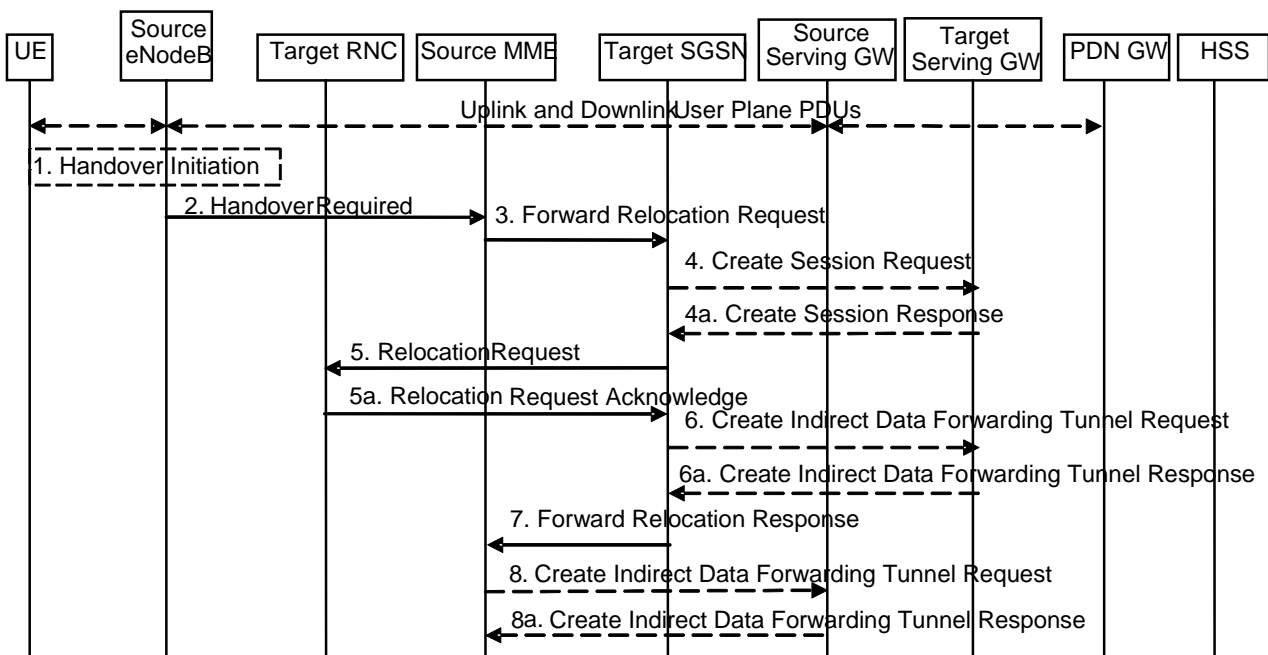 UE
Source
eNodeB
Target RNC
Source MME
Target SGSN
Source
Serving GW
Target
Serving GW
PDN GW
HSS
Uplink and Downlink User Plane PDUs
1. Handover Initiation
2. Handover Required
3. Forward Relocation Request
4. Create Session Request
4a. Create Session Response
5. Relocation Request
5a. Relocation Request Acknowledge
6. Create Indirect Data Forwarding Tunnel Request
6a. Create Indirect Data Forwarding Tunnel Response
7. Forward Relocation Response
8. Create Indirect Data Forwarding Tunnel Request
8a. Create Indirect Data Forwarding Tunnel Response